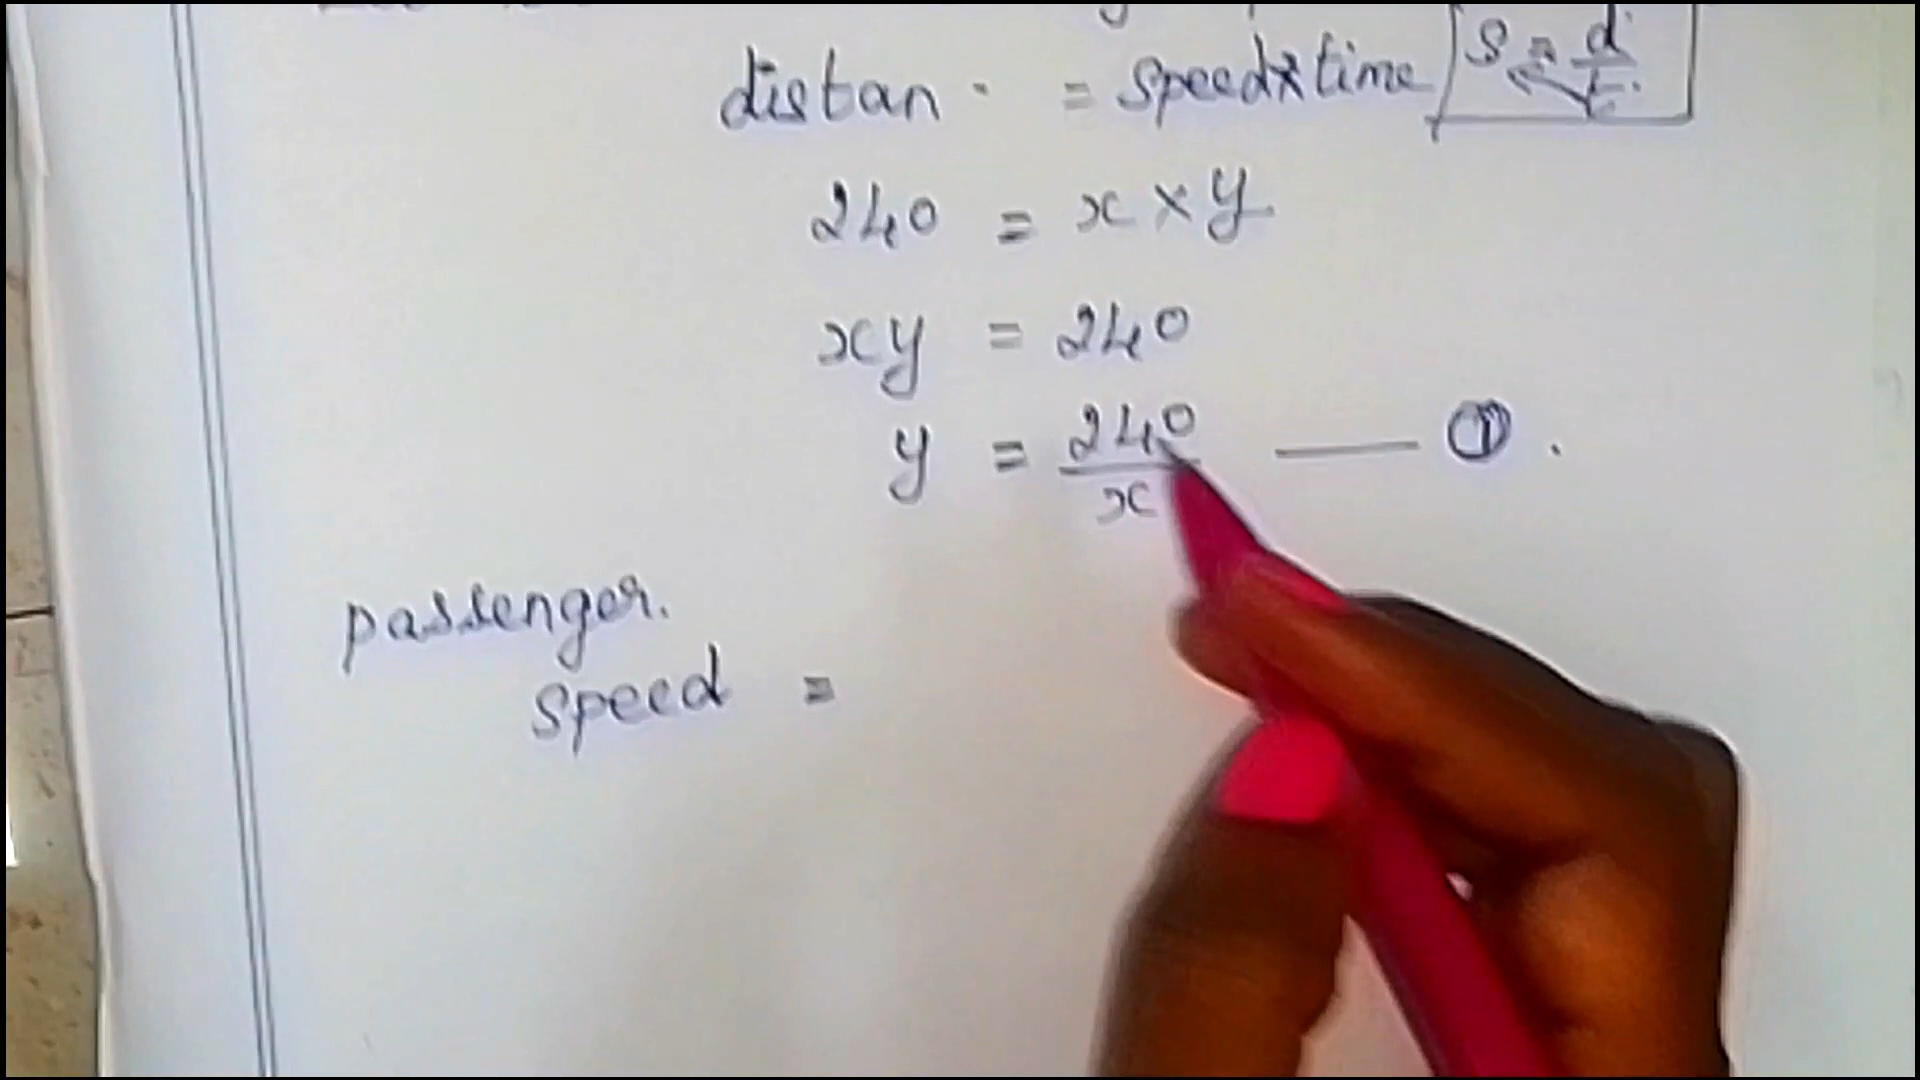 distan = speed×time S = d/t
240 = x × y
xy = 240
y = 240/x —— ①.
passenger.
speed =